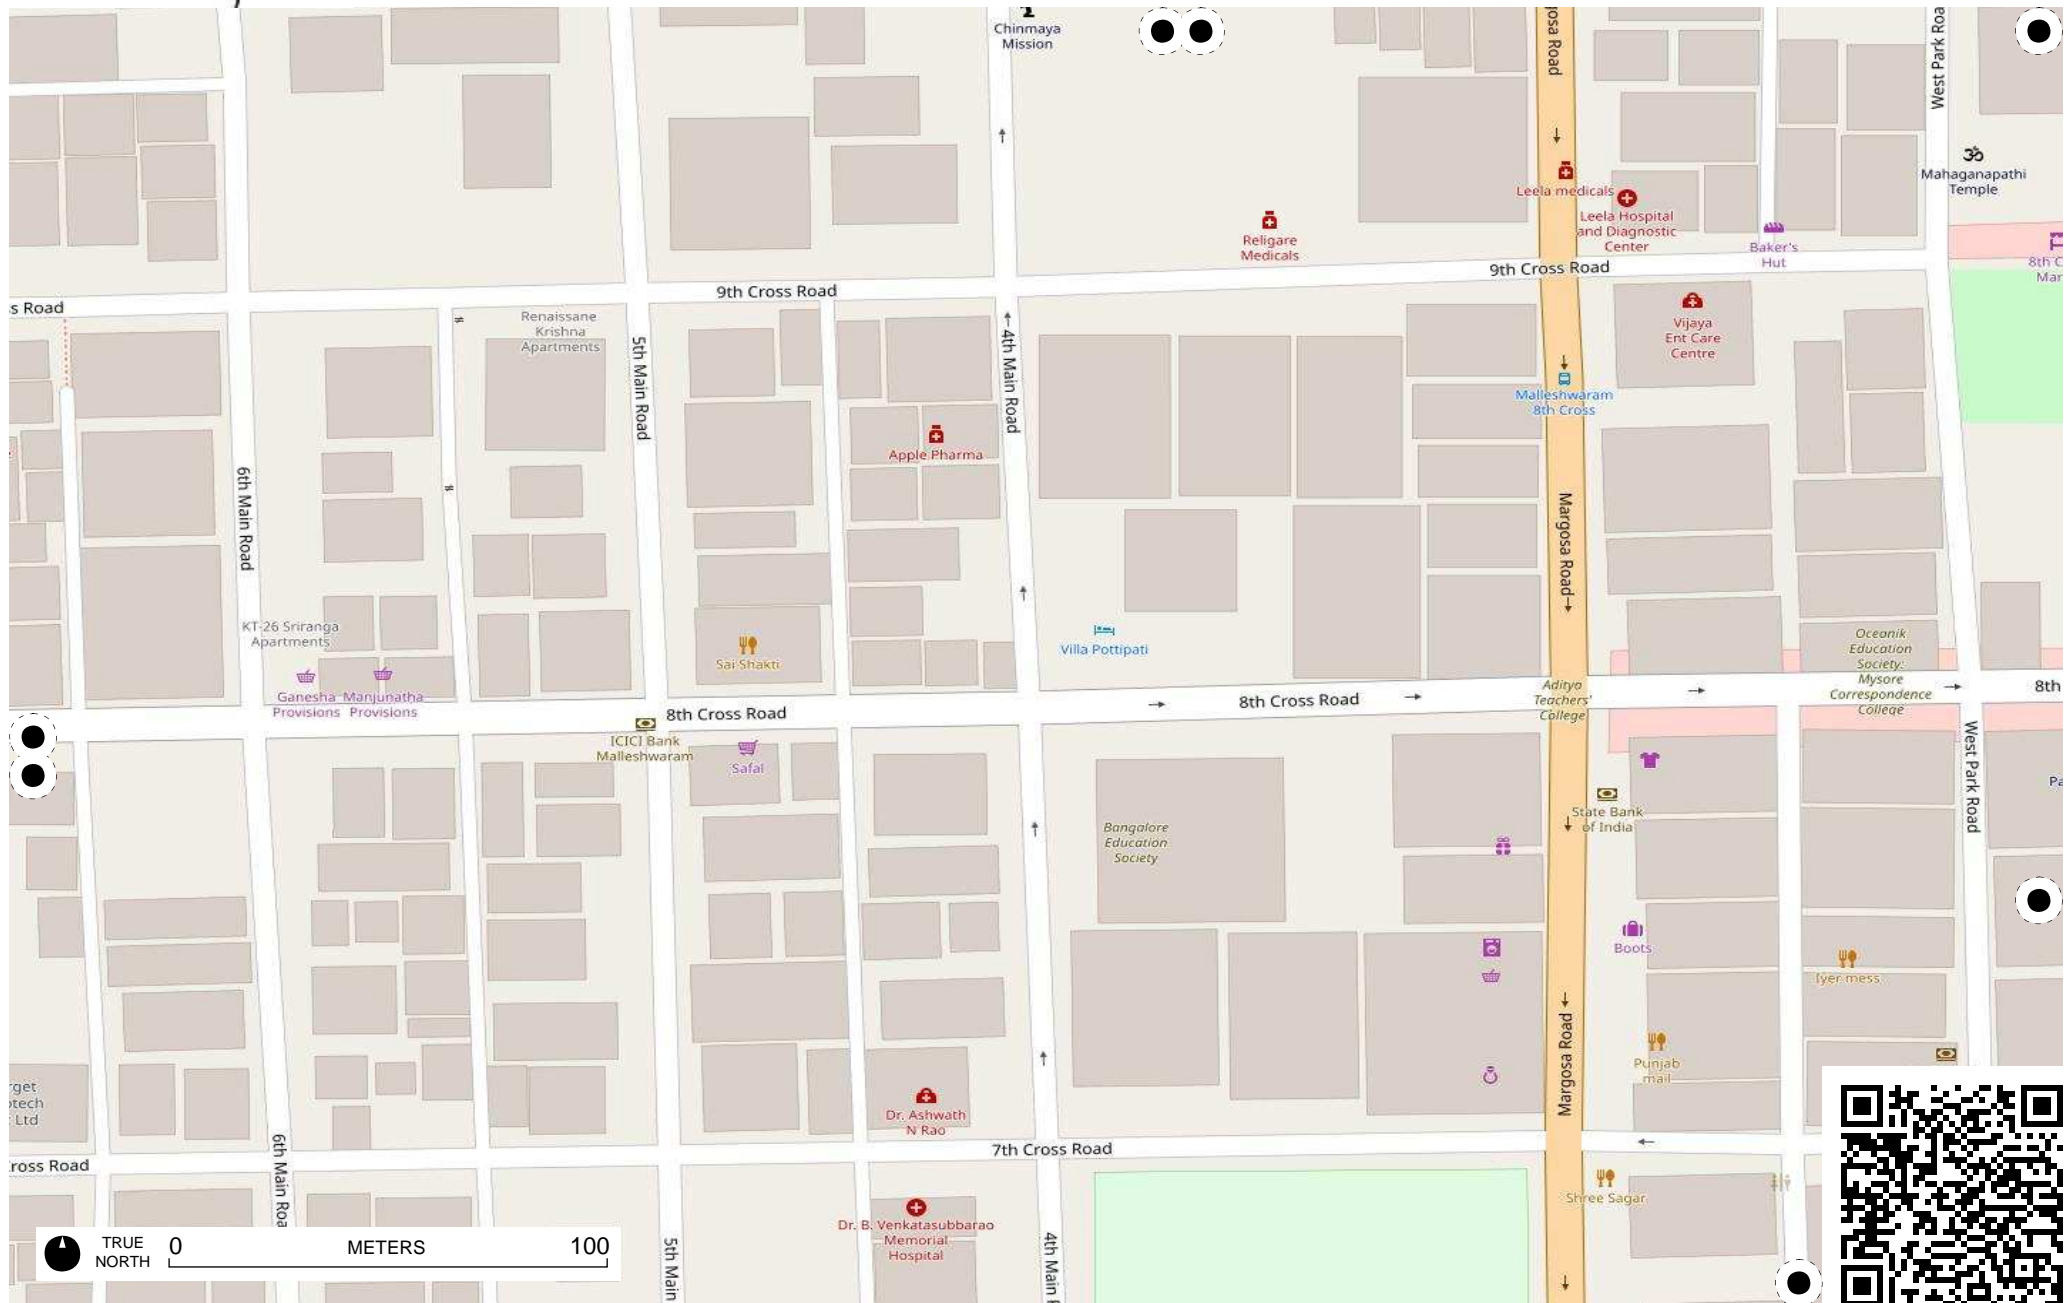 Chinmaya
Mission
West Park Roa
Mahaganapathi
Temple
Leela medicals
Leela Hospital
and Diagnostic
Center
Religare
Medicals
Baker's
Hut
9th Cross Road
9th Cross Road
ss Road
Renaissane
Krishna
Apartments
Vijaya
Ent Care
Centre
5th Main Road
4th Main Road
Malleshwaram
8th Cross
Apple Pharma
6th Main Road
Margosa Road
KT-26 Sriranga
Apartments
Sai Shakti
Villa Pottipati
Oceanik
Education
Society:
Mysore
Correspondence
College
Ganesha
Provisions
Manjunatha
Provisions
Aditya
Teachers'
College
8th Cross Road
8th Cross Road
8th
ICICI Bank
Malleshwaram
Safal
West Park Road
State Bank
of India
Bangalore
Education
Society
Boots
Iyer mess
Punjab
mail
Margosa Road
Dr. Ashwath
N Rao
7th Cross Road
6th Main Roa
Shree Sagar
Dr. B. Venkatasubbarao
Memorial
Hospital
5th Main
4th Main
TRUE
NORTH
0 METERS 100